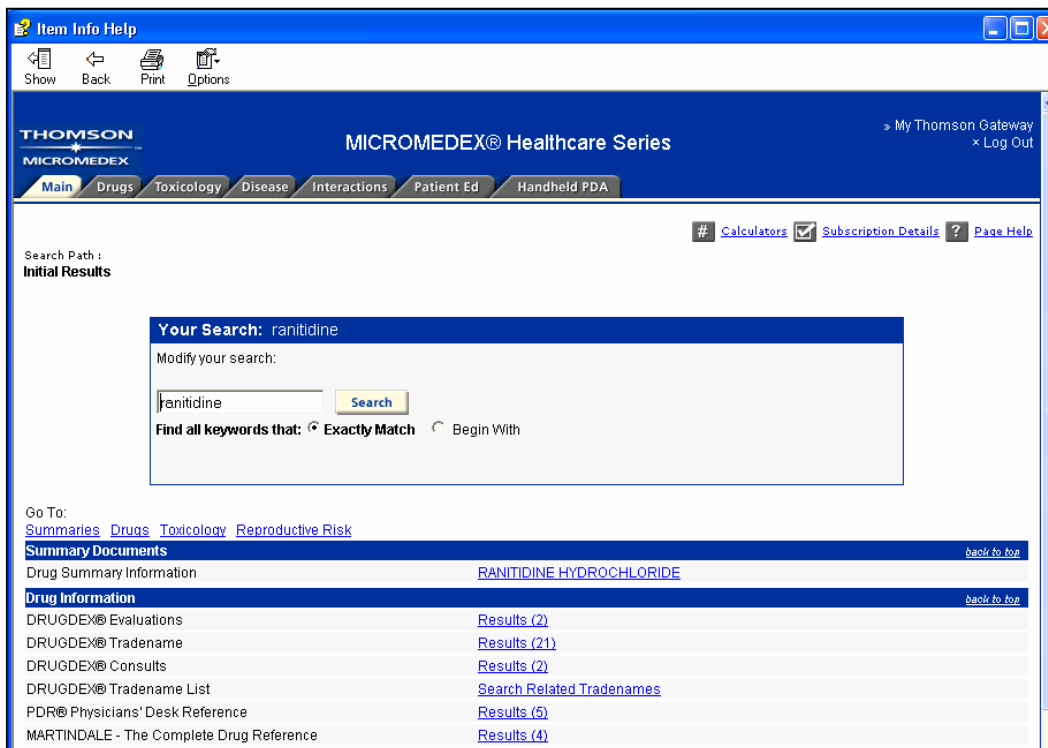 Item Info Help
Show Back Print Options
THOMSON
MICROMEDEX
MICROMEDEX® Healthcare Series
» My Thomson Gateway
× Log Out
Main Drugs Toxicology Disease Interactions Patient Ed Handheld PDA
# Calculators Subscription Details ? Page Help
Search Path :
Initial Results
Your Search: ranitidine
Modify your search:
ranitidine Search
Find all keywords that: Exactly Match Begin With
Go To:
Summaries Drugs Toxicology Reproductive Risk
Summary Documents back to top
Drug Summary Information RANITIDINE HYDROCHLORIDE
Drug Information back to top
DRUGDEX® Evaluations Results (2)
DRUGDEX® Tradename Results (21)
DRUGDEX® Consults Results (2)
DRUGDEX® Tradename List Search Related Tradenames
PDR® Physicians' Desk Reference Results (5)
MARTINDALE - The Complete Drug Reference Results (4)